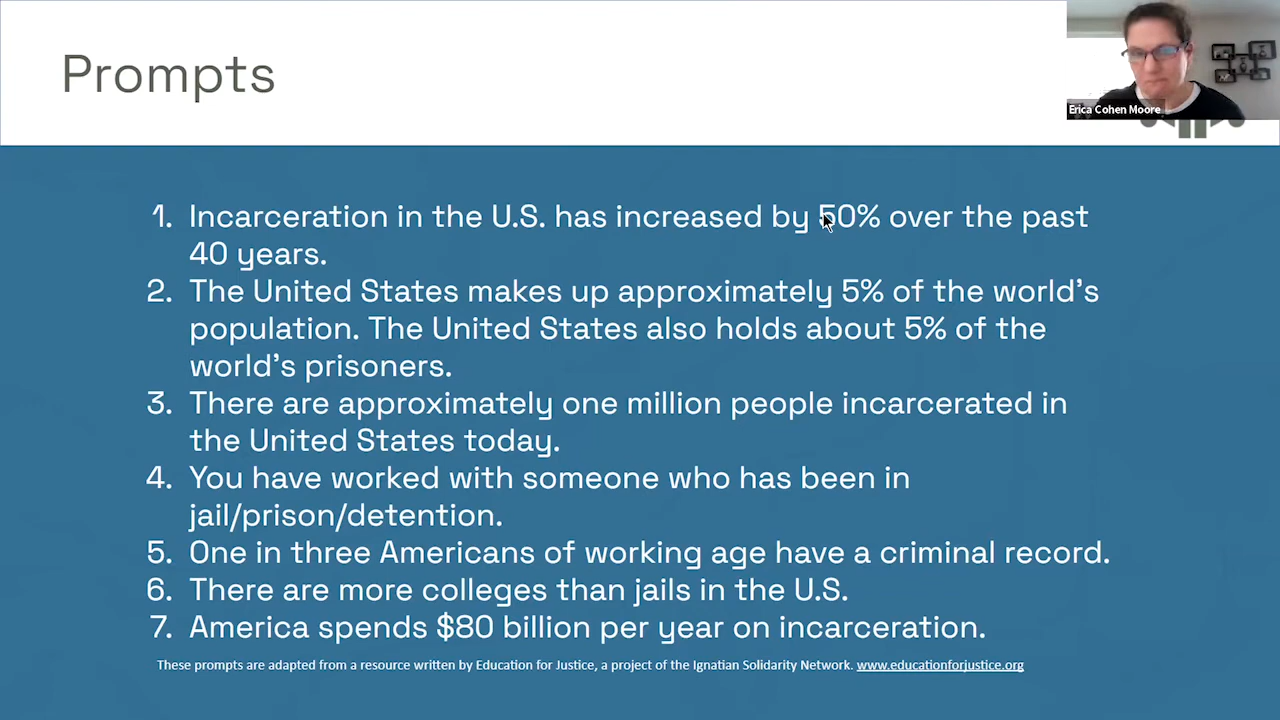 Prompts
Erica Cohen Moore
1. Incarceration in the U.S. has increased by 50% over the past
40 years.
2. The United States makes up approximately 5% of the world's
population. The United States also holds about 5% of the
world's prisoners.
3. There are approximately one million people incarcerated in
the United States today.
4. You have worked with someone who has been in
jail/prison/detention.
5. One in three Americans of working age have a criminal record.
6. There are more colleges than jails in the U.S.
7. America spends $80 billion per year on incarceration.
These prompts are adapted from a resource written by Education for Justice, a project of the Ignatian Solidarity Network. www.educationforjustice.org